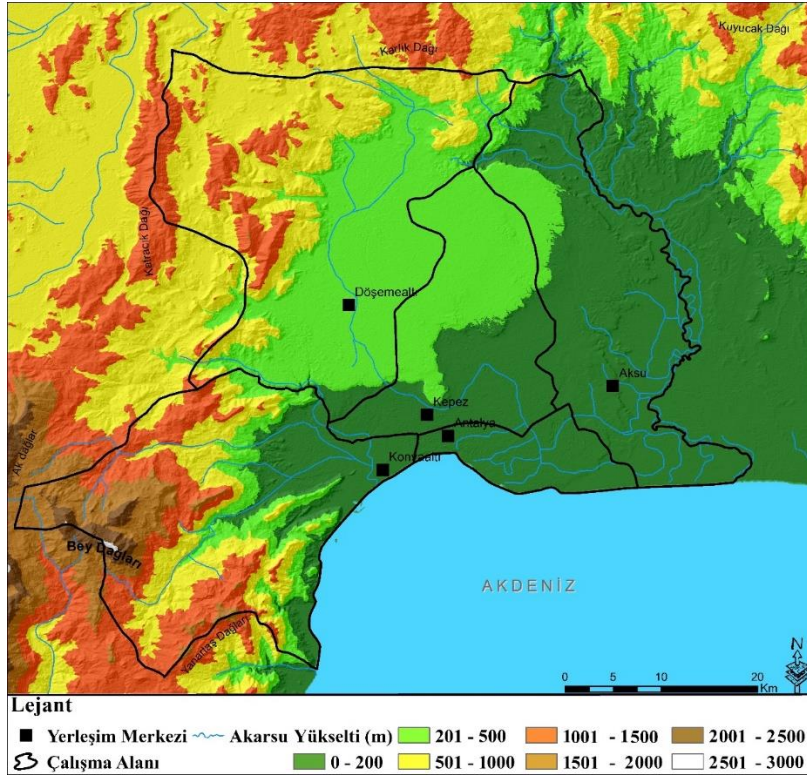 Karlık Dağı
Kuyucak Dağı
Katrancık Dağı
Döşemealtı
Aksu
Kepez
Antalya
Konyaaltı
Ak dağlar
Bey Dağları
AKDENİZ
Yanartaş Dağları
N
0 5 10 20
Km
Lejant
Yerleşim Merkezi Akarsu Yükselti (m) 201 - 500 1001 - 1500 2001 - 2500
Çalışma Alanı 0 - 200 501 - 1000 1501 - 2000 2501 - 3000